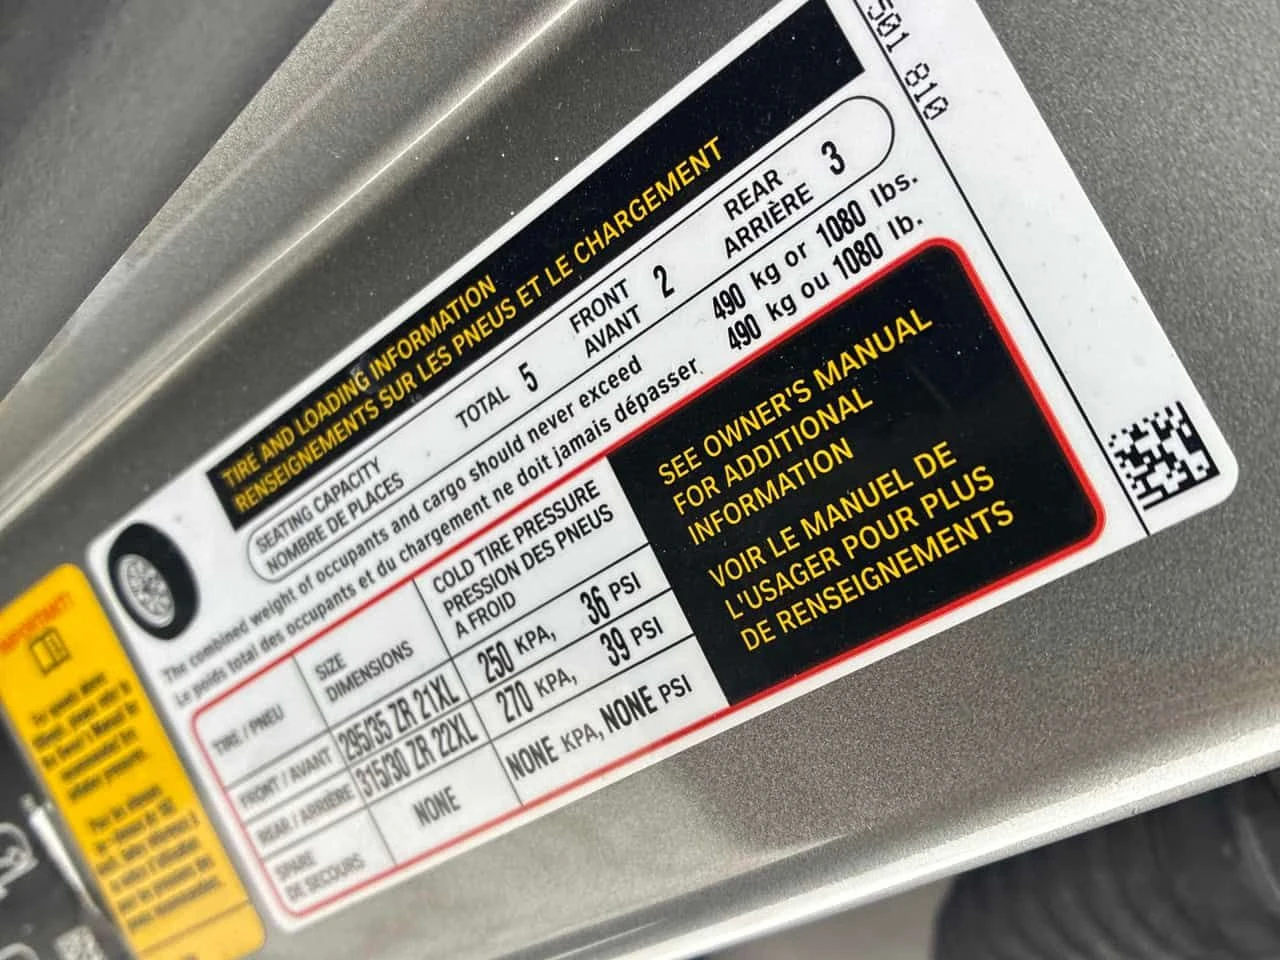 501 810
TIRE AND LOADING INFORMATION
RENSEIGNEMENTS SUR LES PNEUS ET LE CHARGEMENT
SEATING CAPACITY
NOMBRE DE PLACES
TOTAL 5
FRONT
AVANT 2
REAR
ARRIÈRE 3
The combined weight of occupants and cargo should never exceed 490 kg or 1080 lbs.
Le poids total des occupants et du chargement ne doit jamais dépasser 490 kg ou 1080 lb.
TIRE / PNEU
SIZE
DIMENSIONS
COLD TIRE PRESSURE
PRESSION DES PNEUS
A FROID
FRONT / AVANT 295/35 ZR 21XL 250 KPA, 36 PSI
REAR / ARRIÈRE 315/30 ZR 22XL 270 KPA, 39 PSI
SPARE
DE SECOURS NONE NONE KPA, NONE PSI
SEE OWNER'S MANUAL
FOR ADDITIONAL
INFORMATION
VOIR LE MANUEL DE
L'USAGER POUR PLUS
DE RENSEIGNEMENTS
IMPORTANT!